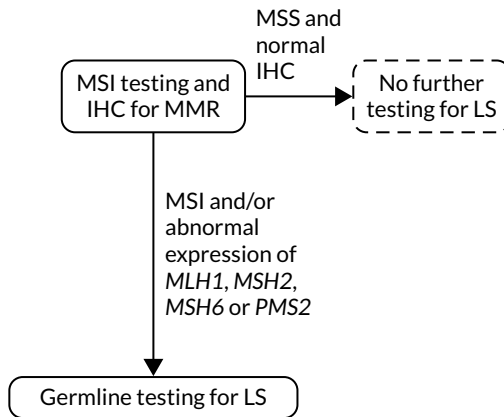 MSS and
normal
IHC
MSI testing and
IHC for MMR
No further
testing for LS
MSI and/or
abnormal
expression of
MLH1, MSH2,
MSH6 or PMS2
Germline testing for LS